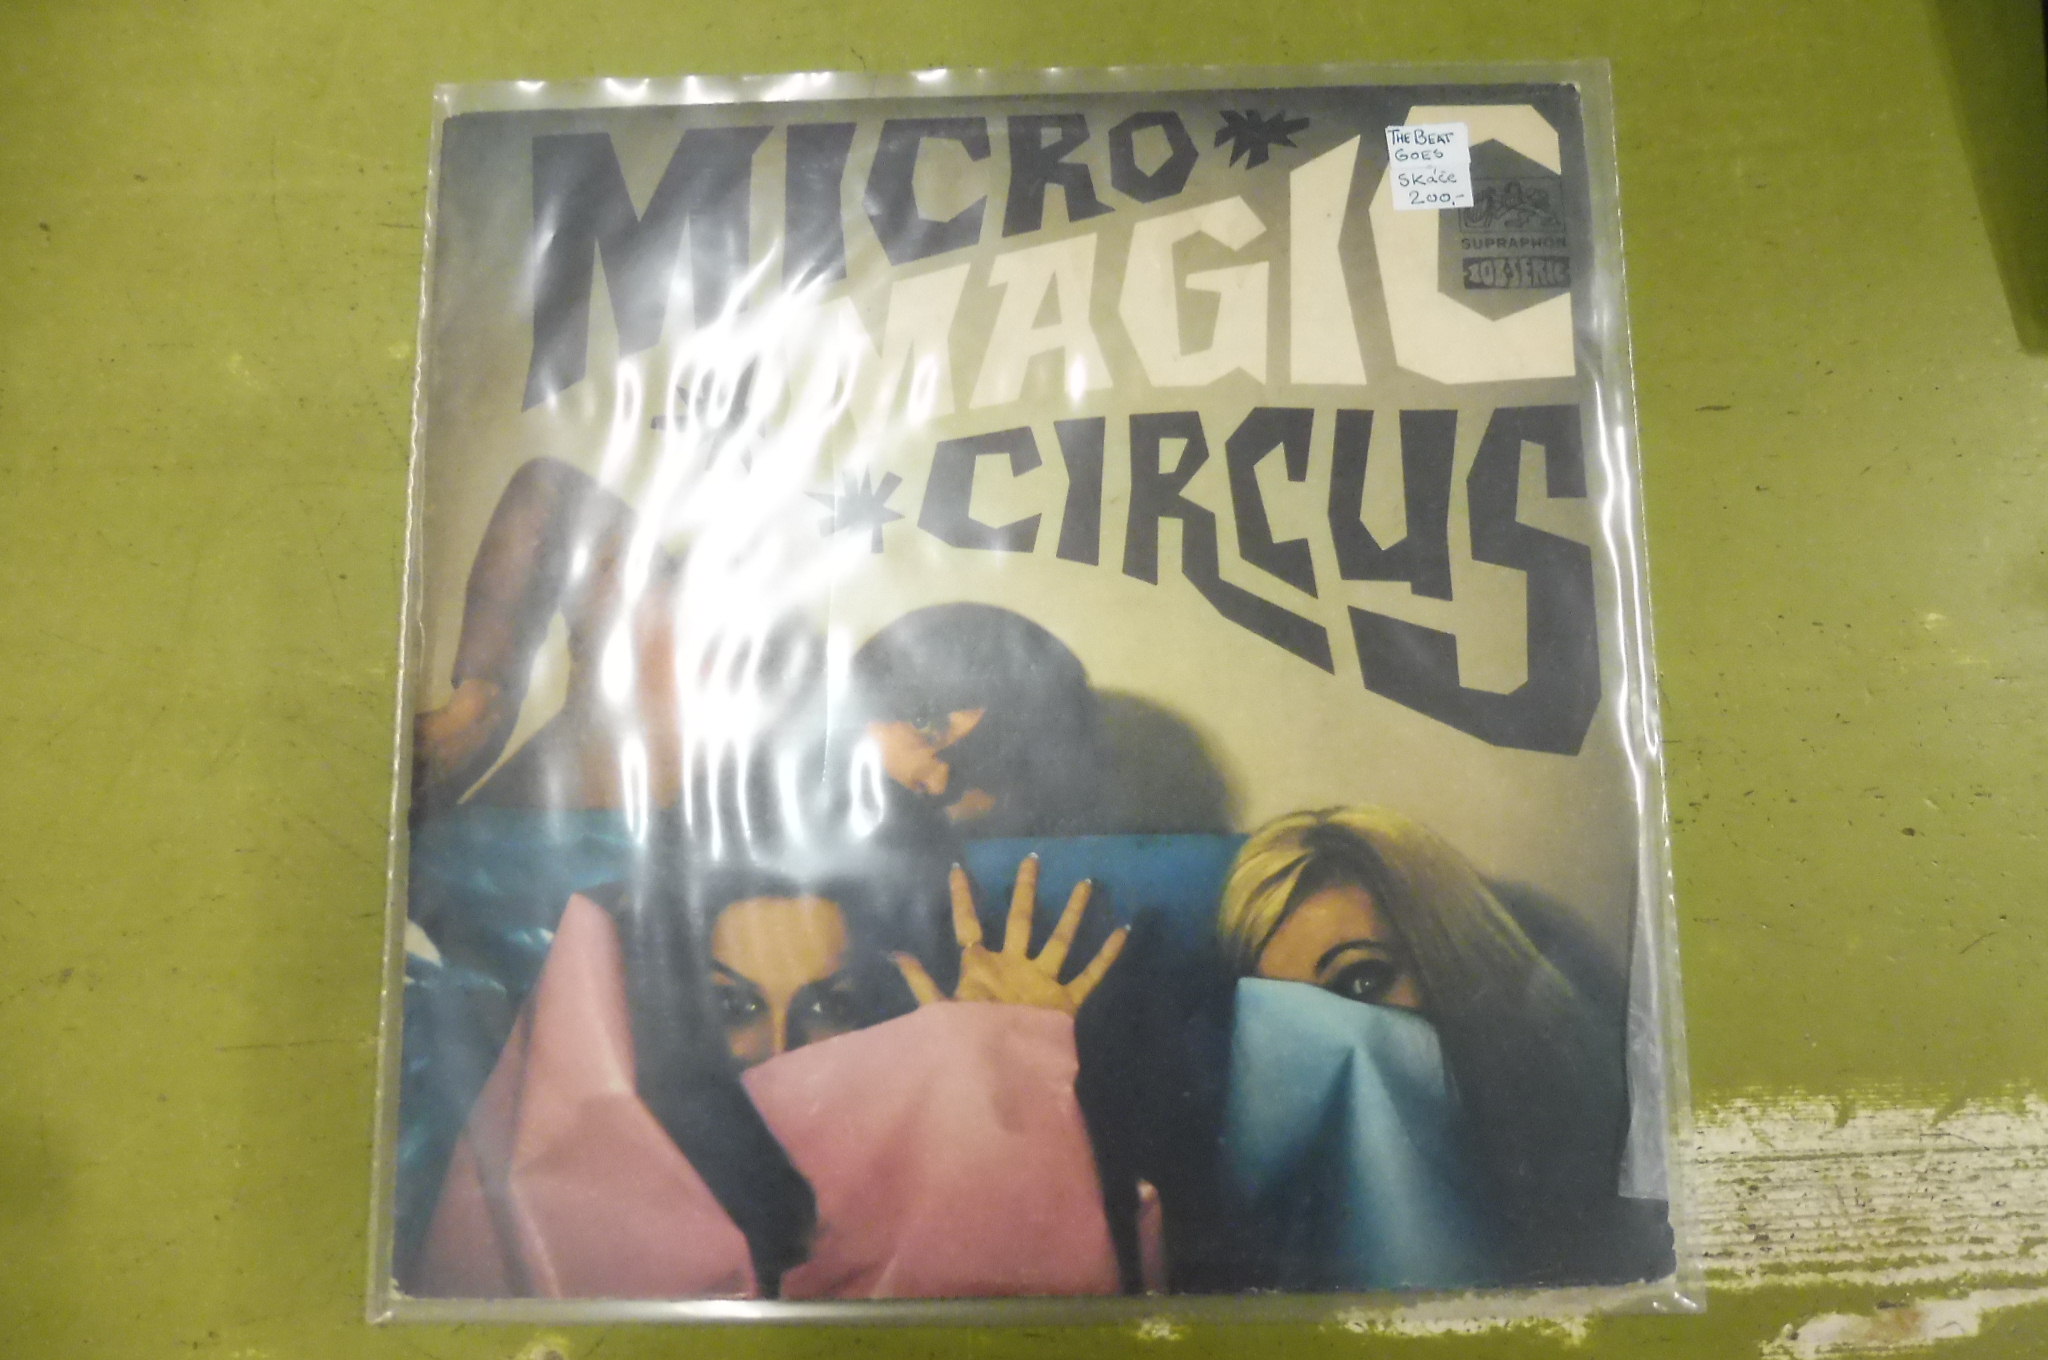 MICRO*
MAGIC
*CIRCUS
THE BEAT
GOES
skáče
200,-
SUPRAPHON